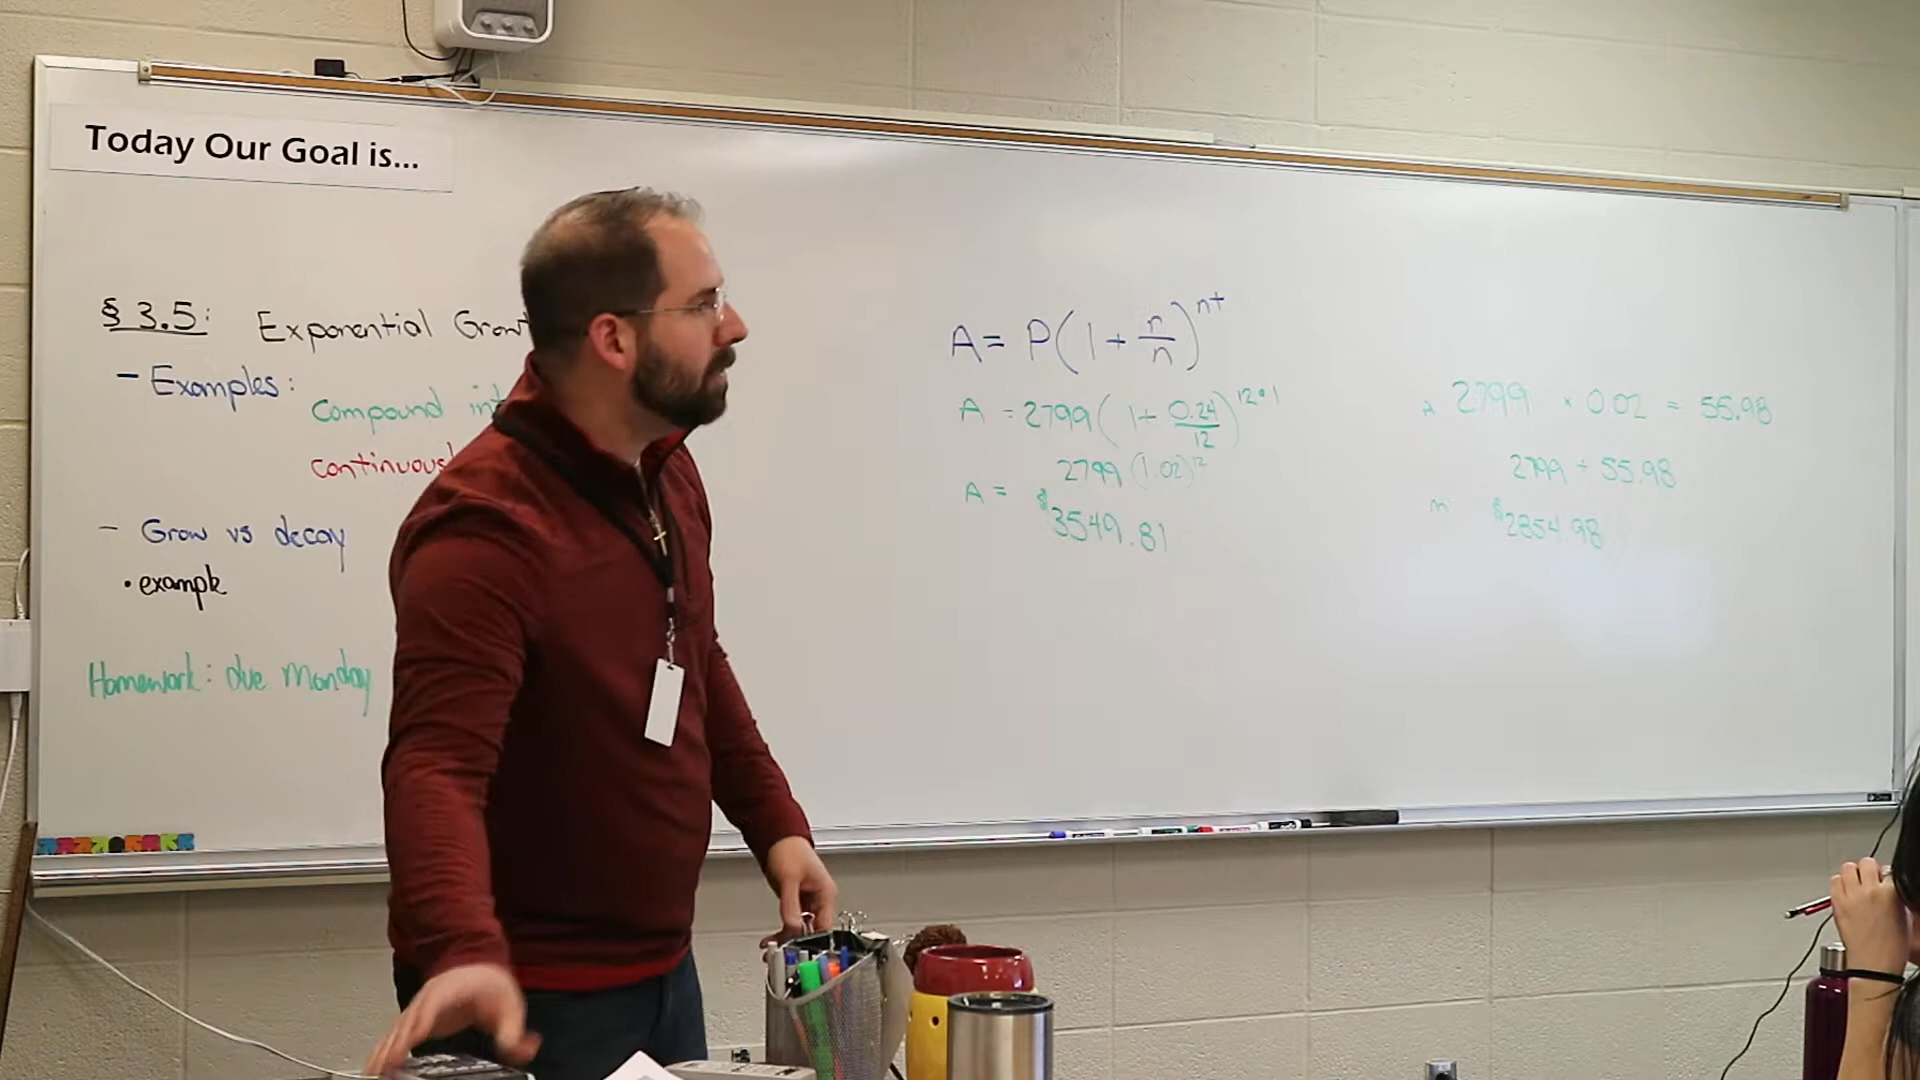 Today Our Goal is...
§ 3.5: Exponential Grow
- Examples:
compound int
continuous
- Grow vs decay
• example
Homework: due Monday
A = P(1 + r/n)^nt
A = 2799(1 + 0.24/12)^12•1
2799(1.02)^12
A = $3549.81
2799 × 0.02 = 55.98
2799 + 55.98
$2854.98